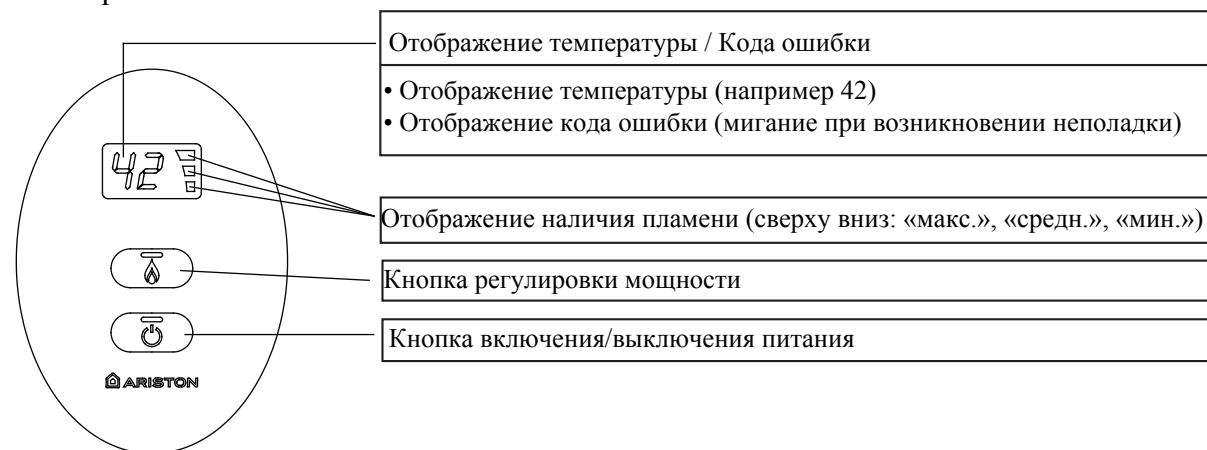 Отображение температуры / Кода ошибки
• Отображение температуры (например 42)
• Отображение кода ошибки (мигание при возникновении неполадки)
42
Отображение наличия пламени (сверху вниз: «макс.», «средн.», «мин.»)
Кнопка регулировки мощности
Кнопка включения/выключения питания
ARISTON